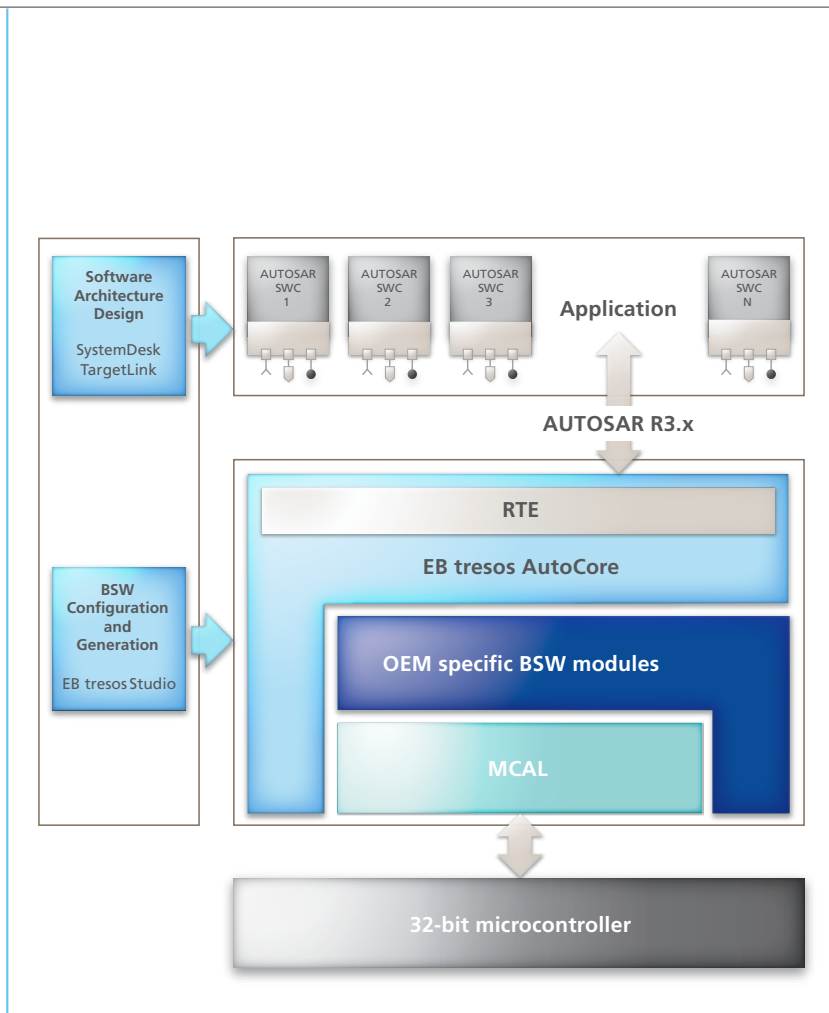 Software
Architecture
Design
SystemDesk
TargetLink
AUTOSAR
SWC
1
AUTOSAR
SWC
2
AUTOSAR
SWC
3
Application
AUTOSAR
SWC
N
AUTOSAR R3.x
RTE
EB tresos AutoCore
BSW
Configuration
and
Generation
EB tresos Studio
OEM specific BSW modules
MCAL
32-bit microcontroller